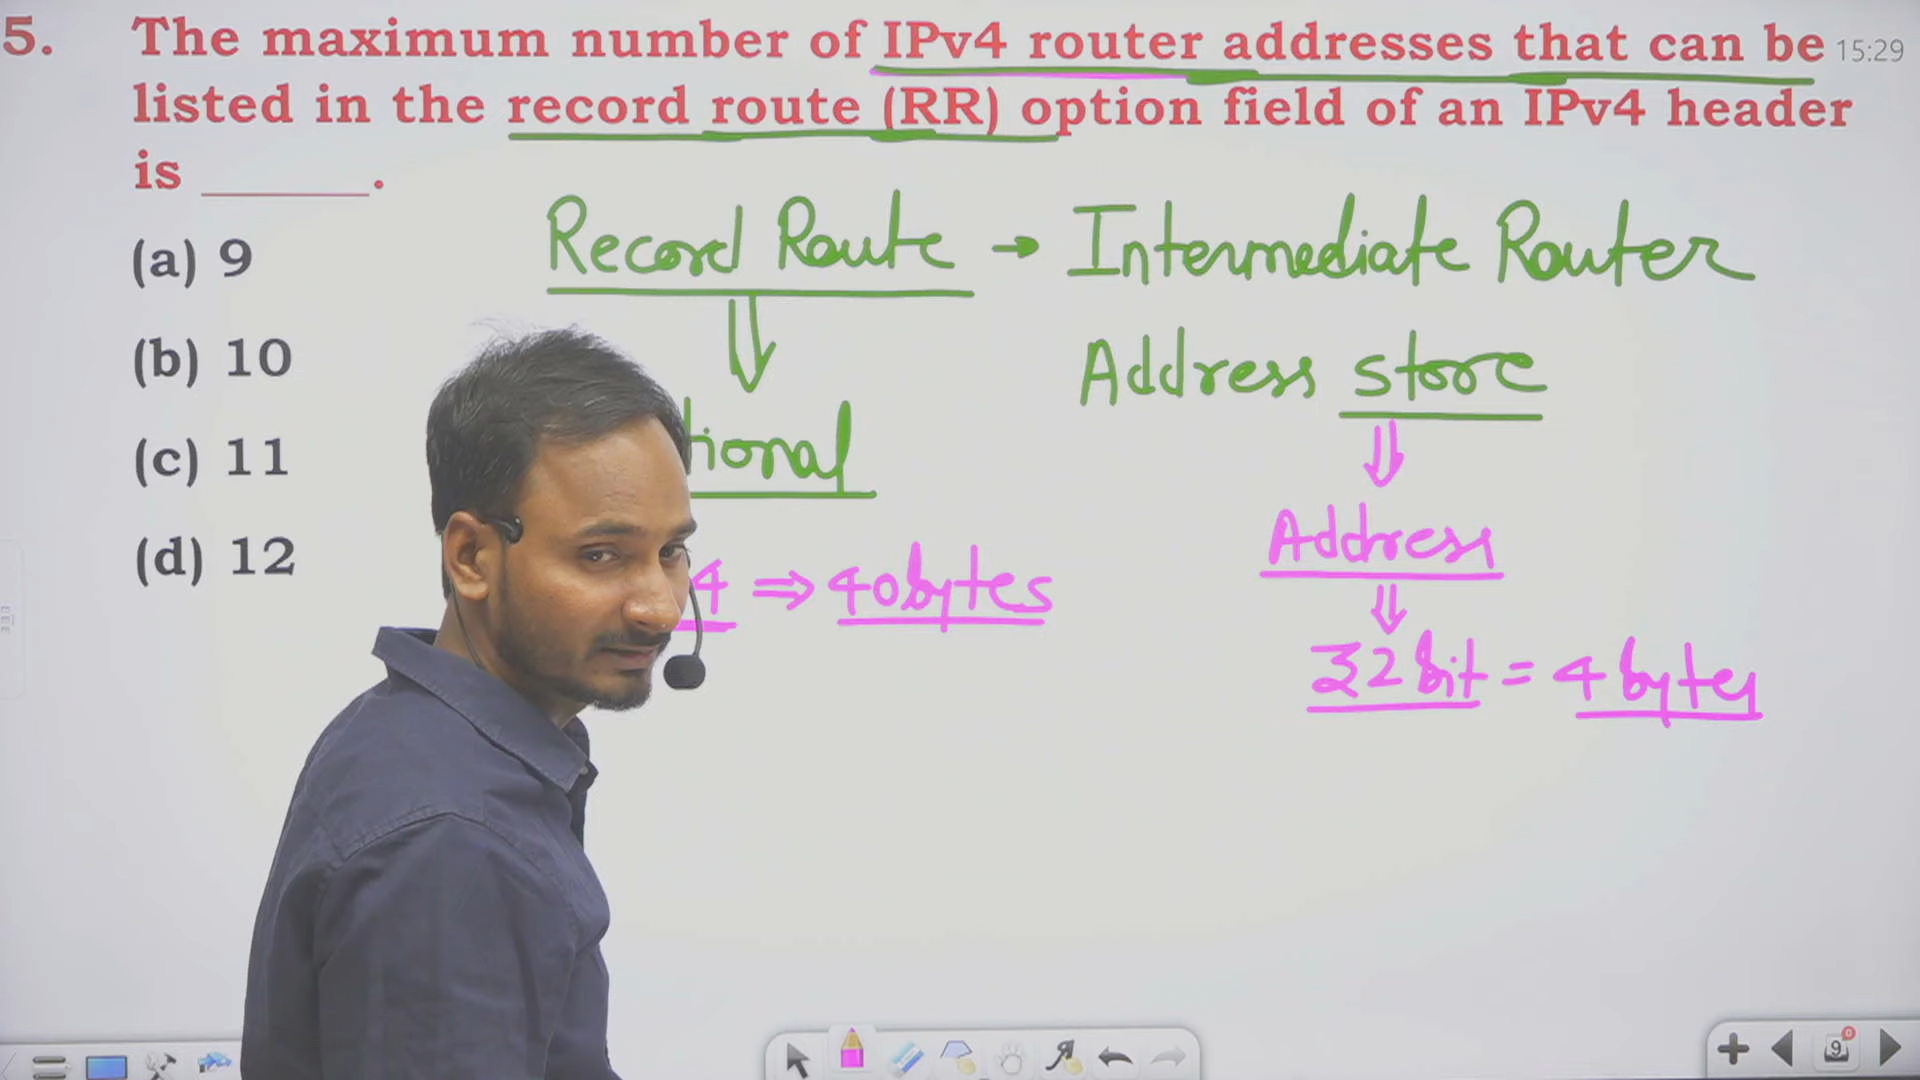 5. The maximum number of IPv4 router addresses that can be 15:29
listed in the record route (RR) option field of an IPv4 header
is ______.
(a) 9
(b) 10
(c) 11
(d) 12
Record Route → Intermediate Router
Address store
tional
4 ⇒ 40bytes
Address
32 bit = 4 bytes
9